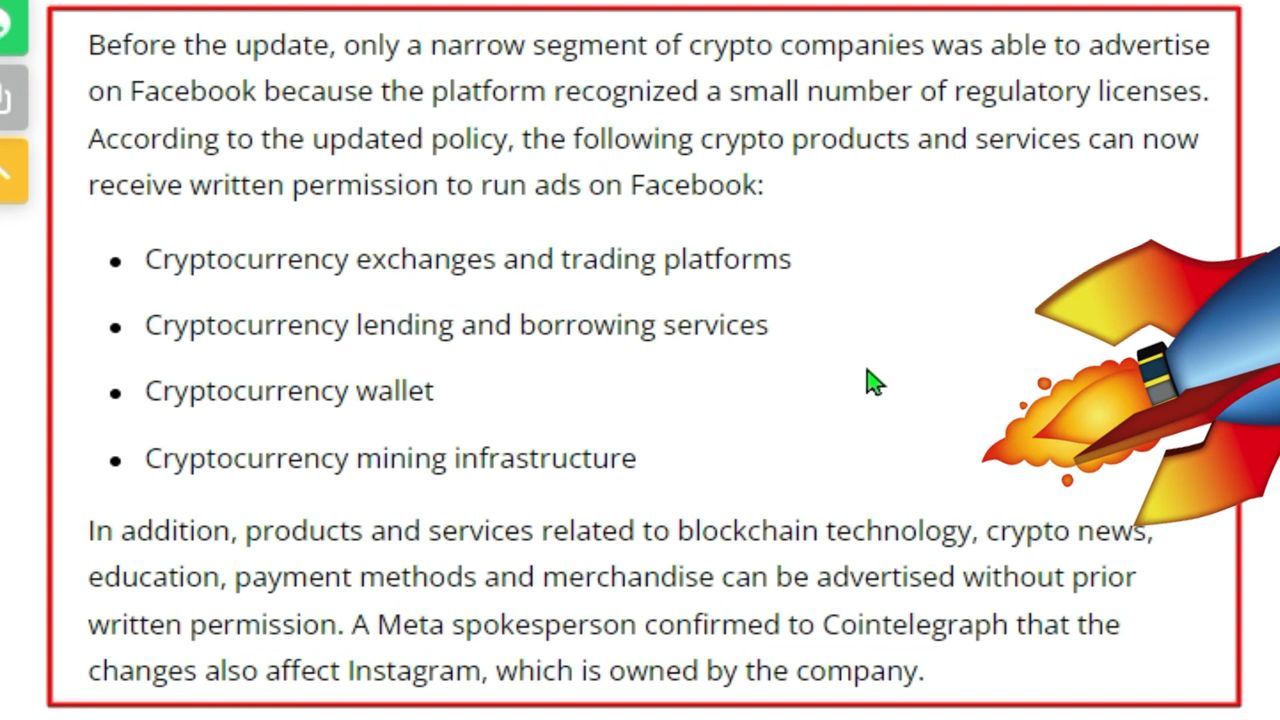 Before the update, only a narrow segment of crypto companies was able to advertise
on Facebook because the platform recognized a small number of regulatory licenses.
According to the updated policy, the following crypto products and services can now
receive written permission to run ads on Facebook:
• Cryptocurrency exchanges and trading platforms
• Cryptocurrency lending and borrowing services
• Cryptocurrency wallet
• Cryptocurrency mining infrastructure
In addition, products and services related to blockchain technology, crypto news,
education, payment methods and merchandise can be advertised without prior
written permission. A Meta spokesperson confirmed to Cointelegraph that the
changes also affect Instagram, which is owned by the company.